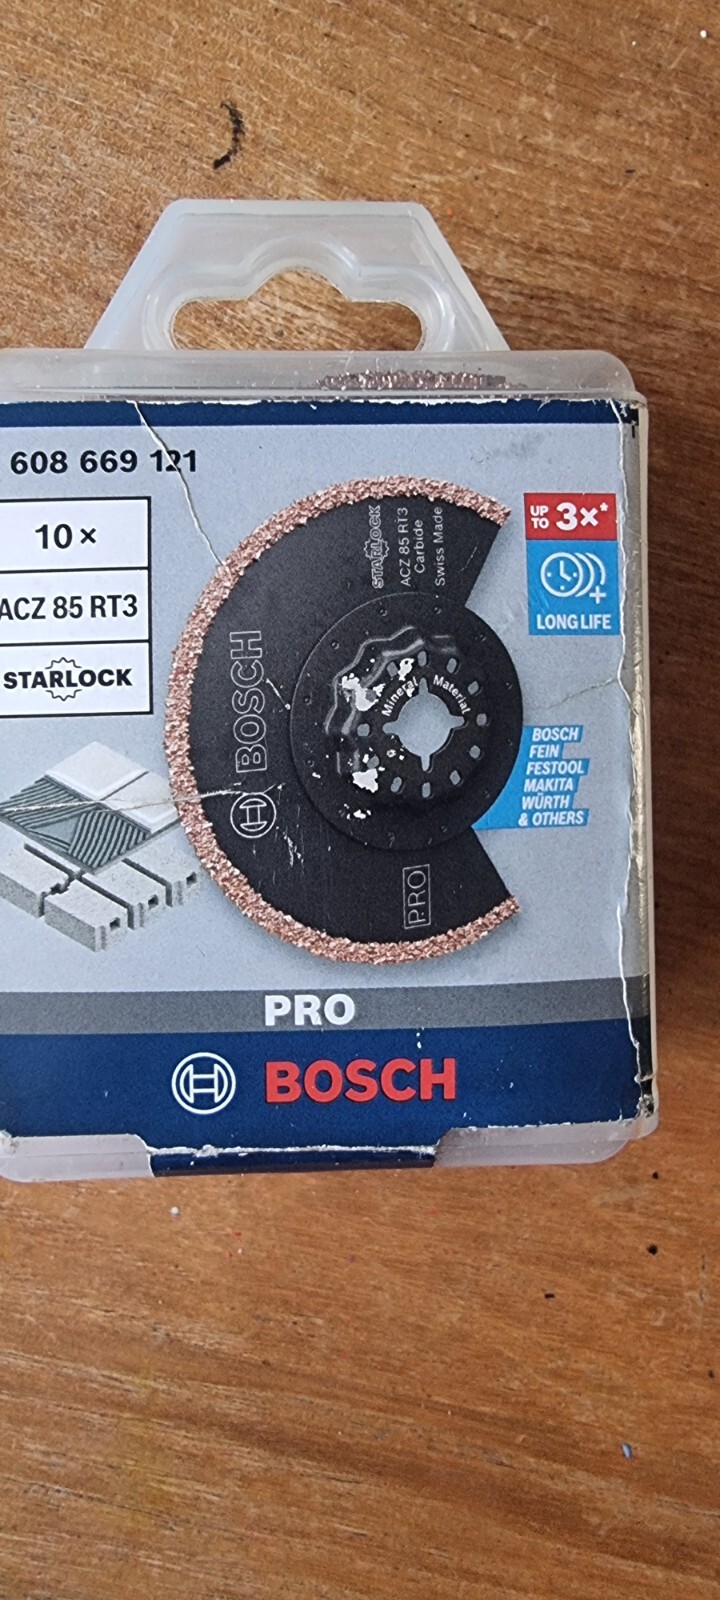 608 669 121
10 ×
ACZ 85 RT3
STARLOCK
STARLOCK
ACZ 85 RT3
Carbide
Swiss Made
UP TO 3×*
LONG LIFE
BOSCH
Mineral Material
BOSCH
FEIN
FESTOOL
MAKITA
WÜRTH
& OTHERS
PRO
PRO
BOSCH